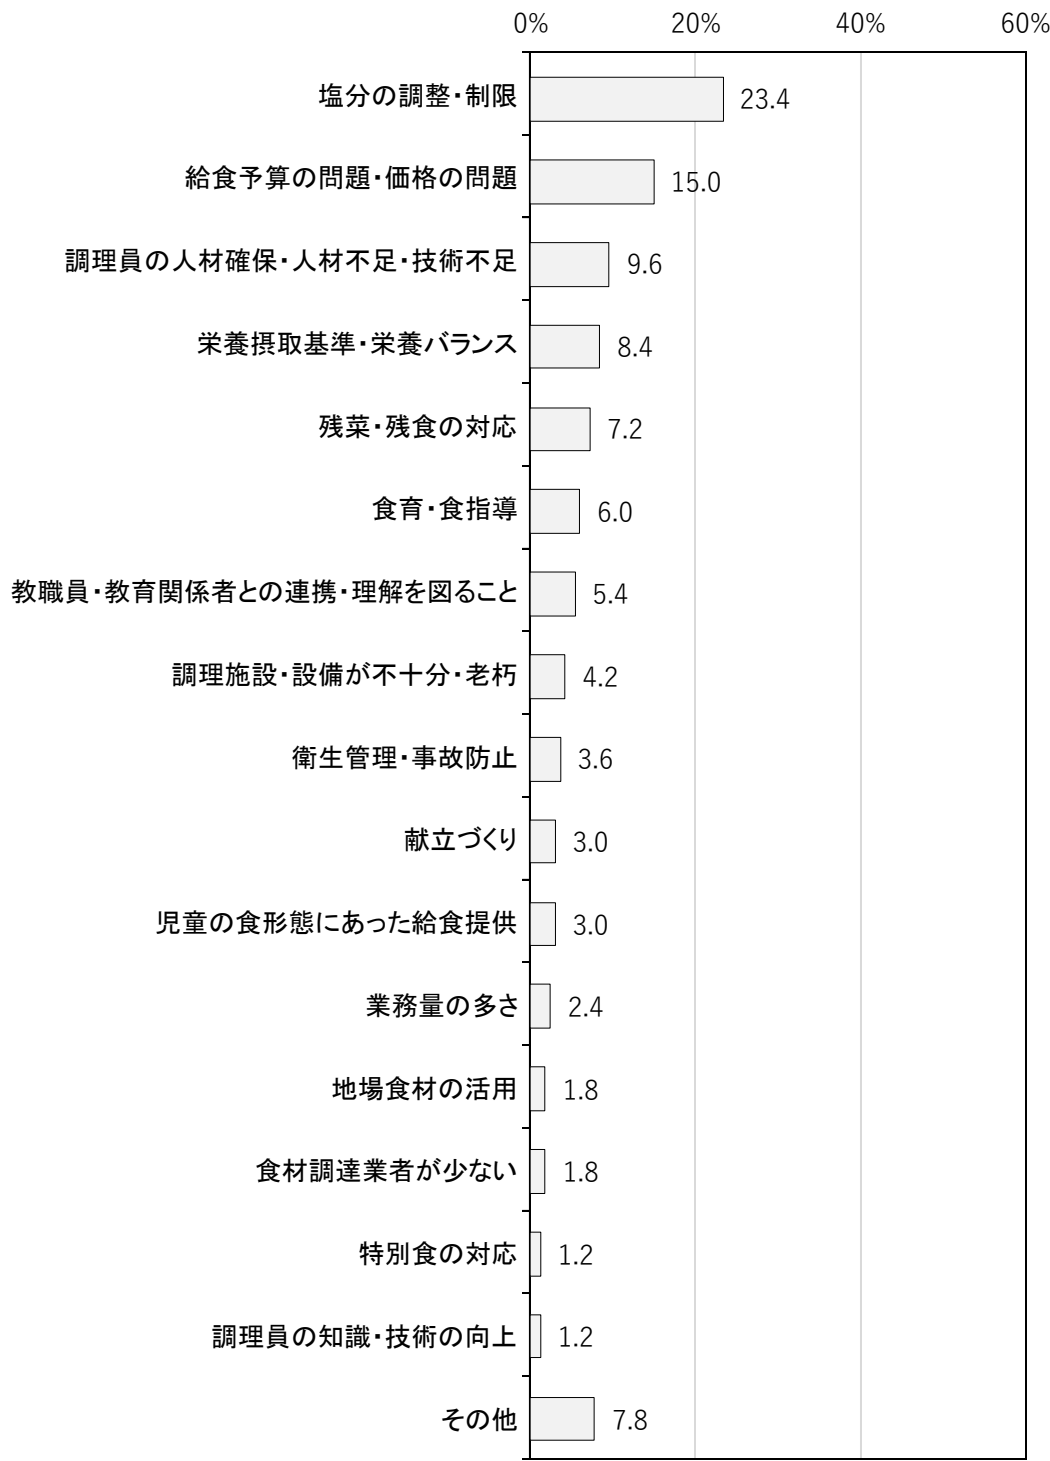 0% 20% 40% 60%
塩分の調整・制限 23.4
給食予算の問題・価格の問題 15.0
調理員の人材確保・人材不足・技術不足 9.6
栄養摂取基準・栄養バランス 8.4
残菜・残食の対応 7.2
食育・食指導 6.0
教職員・教育関係者との連携・理解を図ること 5.4
調理施設・設備が不十分・老朽 4.2
衛生管理・事故防止 3.6
献立づくり 3.0
児童の食形態にあった給食提供 3.0
業務量の多さ 2.4
地場食材の活用 1.8
食材調達業者が少ない 1.8
特別食の対応 1.2
調理員の知識・技術の向上 1.2
その他 7.8